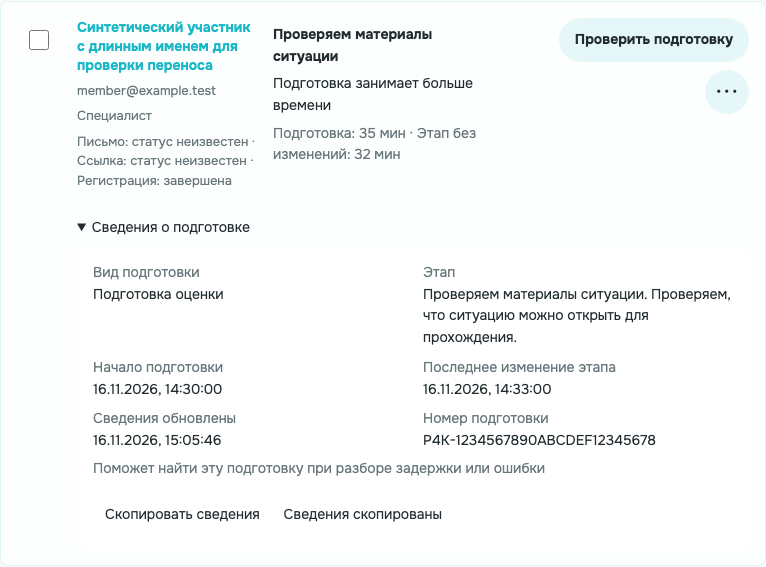 Синтетический участник
с длинным именем для
проверки переноса
member@example.test
Специалист
Письмо: статус неизвестен ·
Ссылка: статус неизвестен ·
Регистрация: завершена
Проверяем материалы
ситуации
Подготовка занимает больше
времени
Подготовка: 35 мин · Этап без
изменений: 32 мин
Проверить подготовку
▼ Сведения о подготовке
Вид подготовки
Подготовка оценки
Этап
Проверяем материалы ситуации. Проверяем,
что ситуацию можно открыть для
прохождения.
Начало подготовки
16.11.2026, 14:30:00
Последнее изменение этапа
16.11.2026, 14:33:00
Сведения обновлены
16.11.2026, 15:05:46
Номер подготовки
P4K-1234567890ABCDEF12345678
Поможет найти эту подготовку при разборе задержки или ошибки
Скопировать сведения
Сведения скопированы